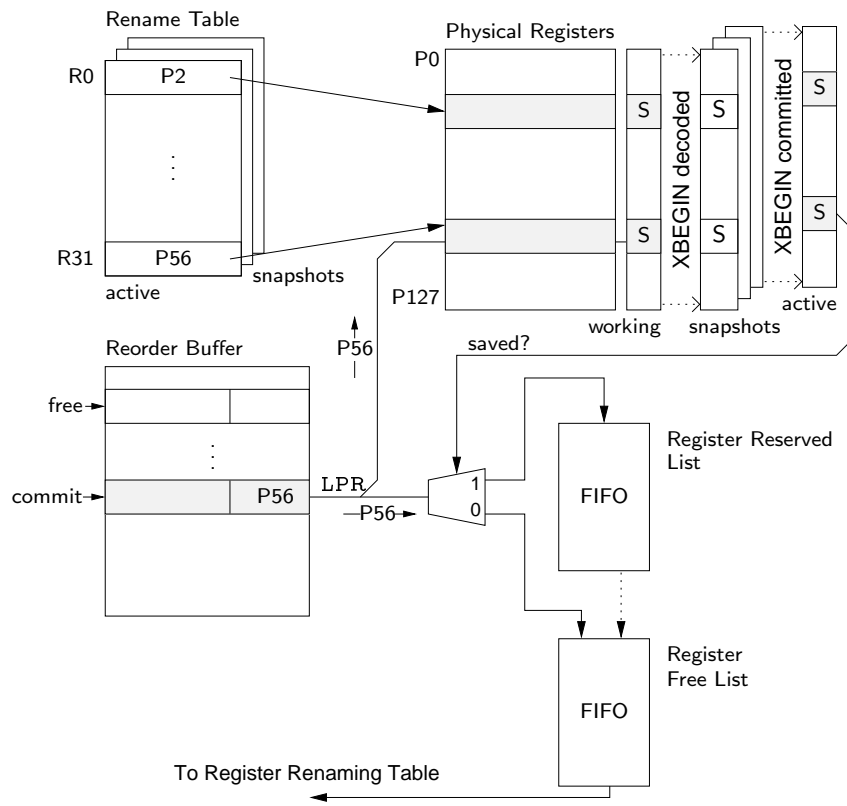 Rename Table
R0
P2
R31
P56
active
snapshots
Physical Registers
P0
P127
S
S
working
XBEGIN decoded
S
S
snapshots
XBEGIN committed
S
S
active
Reorder Buffer
free
commit
P56
LPR
P56
P56
saved?
1
0
FIFO
Register Reserved
List
FIFO
Register
Free List
To Register Renaming Table